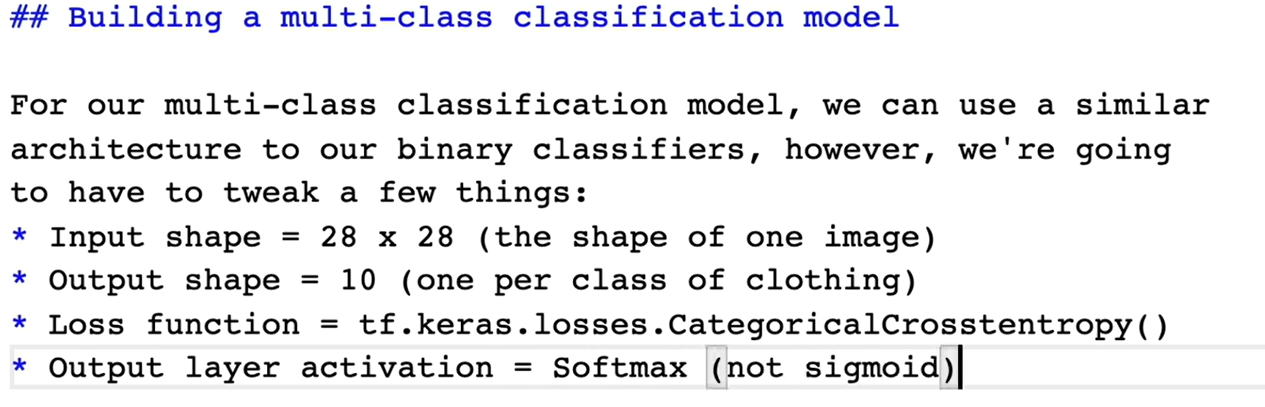 ## Building a multi-class classification model
For our multi-class classification model, we can use a similar
architecture to our binary classifiers, however, we're going
to have to tweak a few things:
* Input shape = 28 x 28 (the shape of one image)
* Output shape = 10 (one per class of clothing)
* Loss function = tf.keras.losses.CategoricalCrosstentropy()
* Output layer activation = Softmax (not sigmoid)